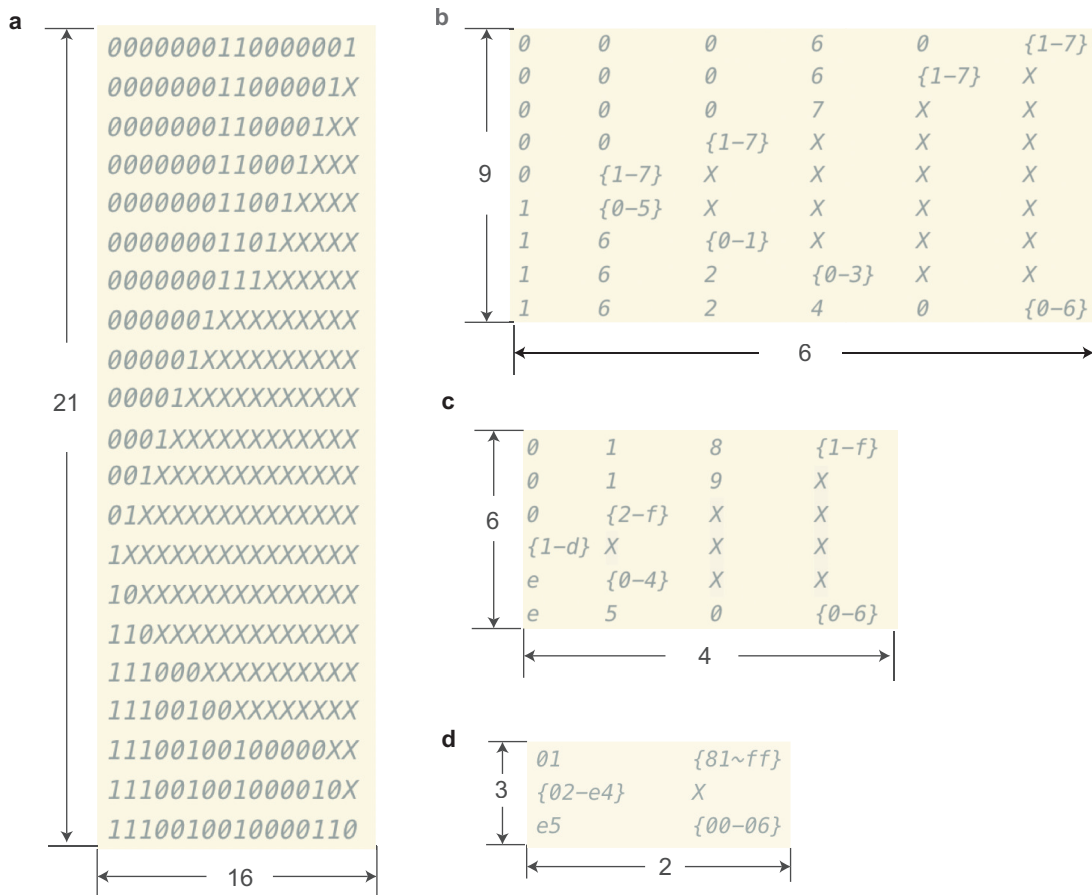 a
0000000110000001
000000011000001X
00000001100001XX
0000000110001XXX
000000011001XXXX
00000001101XXXXX
0000000111XXXXXX
0000001XXXXXXXXX
000001XXXXXXXXXX
00001XXXXXXXXXXX
0001XXXXXXXXXXXX
001XXXXXXXXXXXXX
01XXXXXXXXXXXXXX
1XXXXXXXXXXXXXXX
10XXXXXXXXXXXXXX
110XXXXXXXXXXXXX
111000XXXXXXXXXX
11100100XXXXXXXX
11100100100000XX
111001001000010X
1110010010000110
21
16
b
0 0 0 6 0 {1-7}
0 0 0 6 {1-7} X
0 0 0 7 X X
0 0 {1-7} X X X
0 {1-7} X X X X
1 {0-5} X X X X
1 6 {0-1} X X X
1 6 2 {0-3} X X
1 6 2 4 0 {0-6}
9
6
c
0 1 8 {1-f}
0 1 9 X
0 {2-f} X X
{1-d} X X X
e {0-4} X X
e 5 0 {0-6}
6
4
d
01 {81~ff}
{02-e4} X
e5 {00-06}
3
2